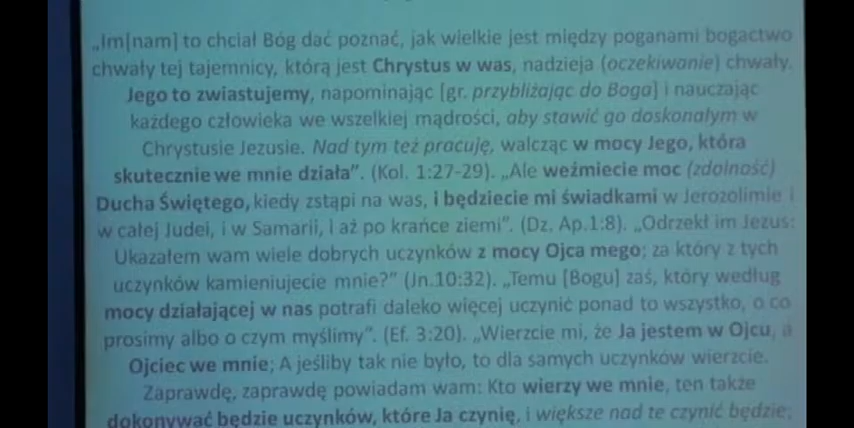 „Im[nam] to chciał Bóg dać poznać, jak wielkie jest między poganami bogactwo
chwały tej tajemnicy, którą jest Chrystus w was, nadzieja (oczekiwanie) chwały.
Jego to zwiastujemy, napominając [gr. przybliżając do Boga] i nauczając
każdego człowieka we wszelkiej mądrości, aby stawić go doskonałym w
Chrystusie Jezusie. Nad tym też pracuję, walcząc w mocy Jego, która
skutecznie we mnie działa”. (Kol. 1:27-29). „Ale weźmiecie moc (zdolność)
Ducha Świętego, kiedy zstąpi na was, i będziecie mi świadkami w Jerozolimie i
w całej Judei, i w Samarii, i aż po krańce ziemi”. (Dz. Ap.1:8). „Odrzekł im Jezus:
Ukazałem wam wiele dobrych uczynków z mocy Ojca mego; za który z tych
uczynków kamieniujecie mnie?” (Jn.10:32). „Temu [Bogu] zaś, który według
mocy działającej w nas potrafi daleko więcej uczynić ponad to wszystko, o co
prosimy albo o czym myślimy”. (Ef. 3:20). „Wierzcie mi, że Ja jestem w Ojcu, a
Ojciec we mnie; A jeśliby tak nie było, to dla samych uczynków wierzcie.
Zaprawdę, zaprawdę powiadam wam: Kto wierzy we mnie, ten także
dokonywać będzie uczynków, które Ja czynię, i większe nad te czynić będzie;